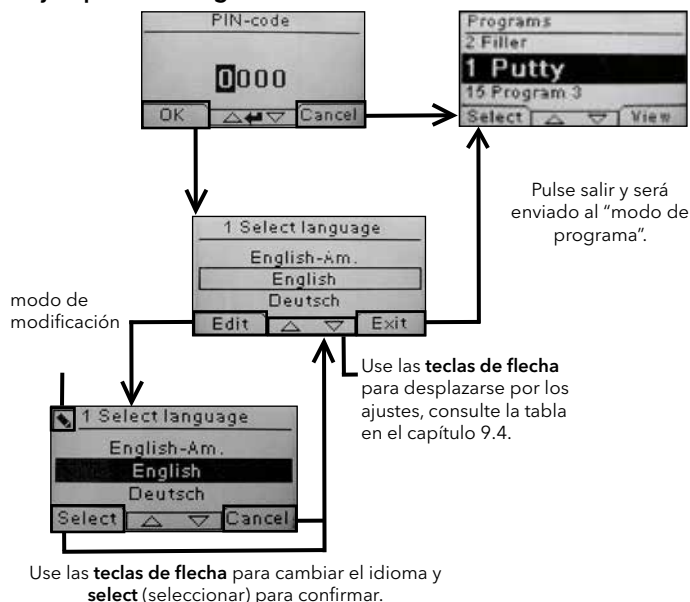 PIN-code
0000
OK
Cancel
Programs
2 Filler
1 Putty
15 Program 3
Select
View
Pulse salir y será
enviado al “modo de
programa”.
1 Select language
English-Am.
English
Deutsch
Edit
Exit
modo de
modificación
Use las teclas de flecha
para desplazarse por los
ajustes, consulte la tabla
en el capítulo 9.4.
1 Select language
English-Am.
English
Deutsch
Select
Cancel
Use las teclas de flecha para cambiar el idioma y
select (seleccionar) para confirmar.